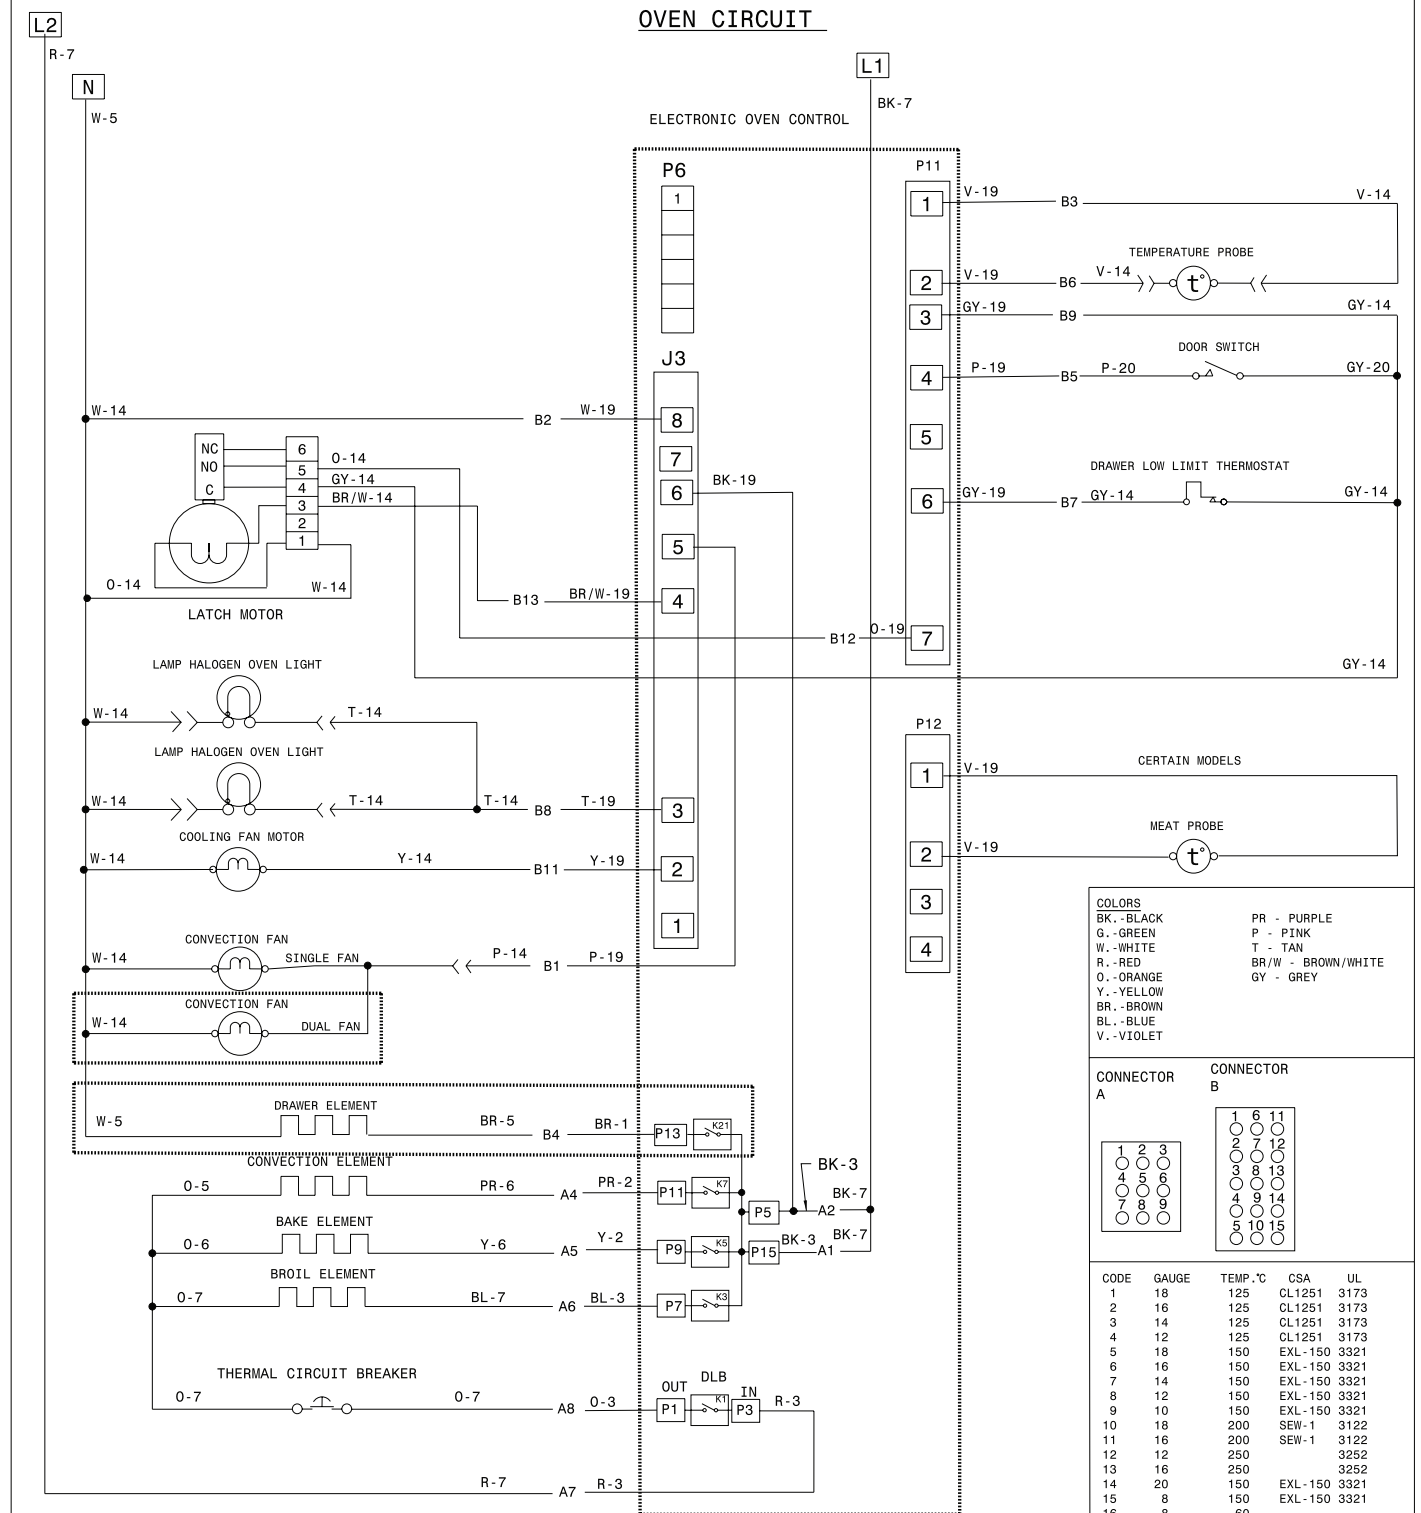 OVEN CIRCUIT
L2
R-7
N
W-5
L1
BK-7
ELECTRONIC OVEN CONTROL
P6
1
P11
1
V-19
B3
V-14
TEMPERATURE PROBE
2
V-19
B6
V-14
t°
3
GY-19
B9
GY-14
J3
DOOR SWITCH
4
P-19
B5
P-20
GY-20
W-14
B2
W-19
8
5
NC
NO
C
6
5
4
3
2
1
O-14
GY-14
BR/W-14
7
6
BK-19
DRAWER LOW LIMIT THERMOSTAT
6
GY-19
B7
GY-14
GY-14
5
O-14
W-14
LATCH MOTOR
B13
BR/W-19
4
B12
O-19
7
GY-14
LAMP HALOGEN OVEN LIGHT
W-14
T-14
P12
LAMP HALOGEN OVEN LIGHT
W-14
T-14
T-14
B8
T-19
3
1
V-19
CERTAIN MODELS
COOLING FAN MOTOR
W-14
Y-14
B11
Y-19
2
MEAT PROBE
2
V-19
t°
3
4
1
CONVECTION FAN
W-14
SINGLE FAN
P-14
B1
P-19
CONVECTION FAN
W-14
DUAL FAN
COLORS
BK.-BLACK PR - PURPLE
G.-GREEN P - PINK
W.-WHITE T - TAN
R.-RED BR/W - BROWN/WHITE
O.-ORANGE GY - GREY
Y.-YELLOW
BR.-BROWN
BL.-BLUE
V.-VIOLET
DRAWER ELEMENT
W-5
BR-5
B4
BR-1
P13
K21
CONVECTION ELEMENT
O-5
PR-6
A4
PR-2
P11
K7
BK-3
BK-7
P5
A2
BAKE ELEMENT
O-6
Y-6
A5
Y-2
P9
K5
P15
BK-3
A1
BK-7
BROIL ELEMENT
O-7
BL-7
A6
BL-3
P7
K3
THERMAL CIRCUIT BREAKER
O-7
O-7
A8
O-3
OUT
P1
DLB
K1
IN
P3
R-3
R-7
A7
R-3
CONNECTOR
A
1 2 3
4 5 6
7 8 9
CONNECTOR
B
1 6 11
2 7 12
3 8 13
4 9 14
5 10 15
CODE GAUGE TEMP.°C CSA UL
1 18 125 CL1251 3173
2 16 125 CL1251 3173
3 14 125 CL1251 3173
4 12 125 CL1251 3173
5 18 150 EXL-150 3321
6 16 150 EXL-150 3321
7 14 150 EXL-150 3321
8 12 150 EXL-150 3321
9 10 150 EXL-150 3321
10 18 200 SEW-1 3122
11 16 200 SEW-1 3122
12 12 250 3252
13 16 250 3252
14 20 150 EXL-150 3321
15 8 150 EXL-150 3321